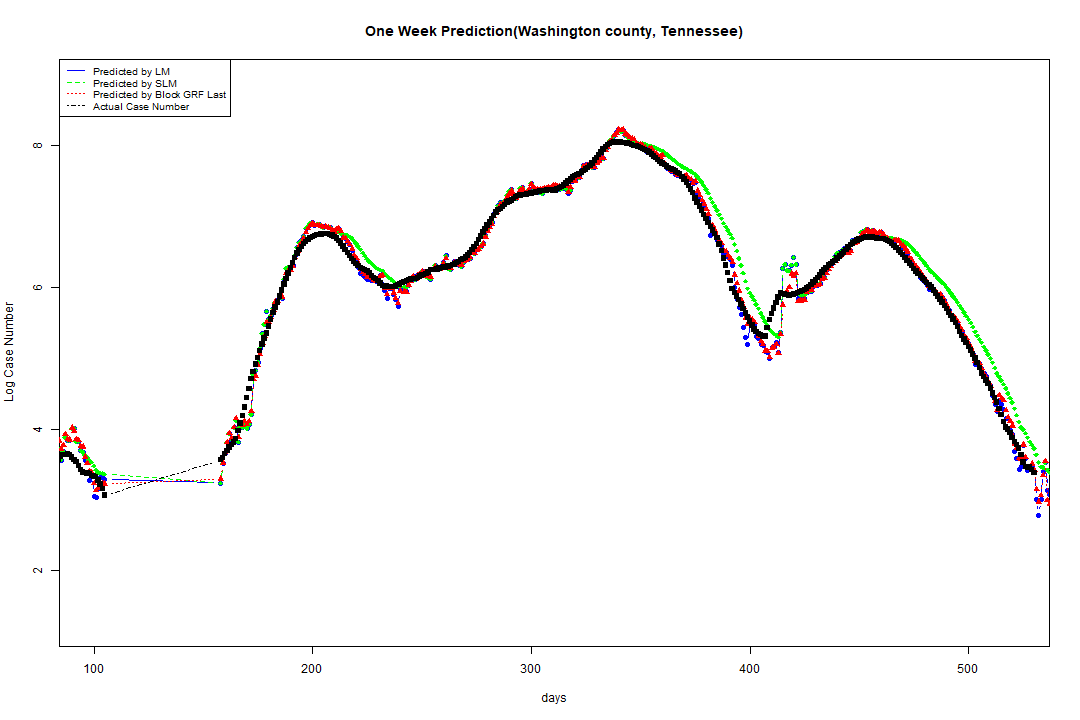 One Week Prediction(Washington county, Tennessee)
Predicted by LM
Predicted by SLM
Predicted by Block GRF Last
Actual Case Number
8
6
4
2
Log Case Number
100 200 300 400 500
days